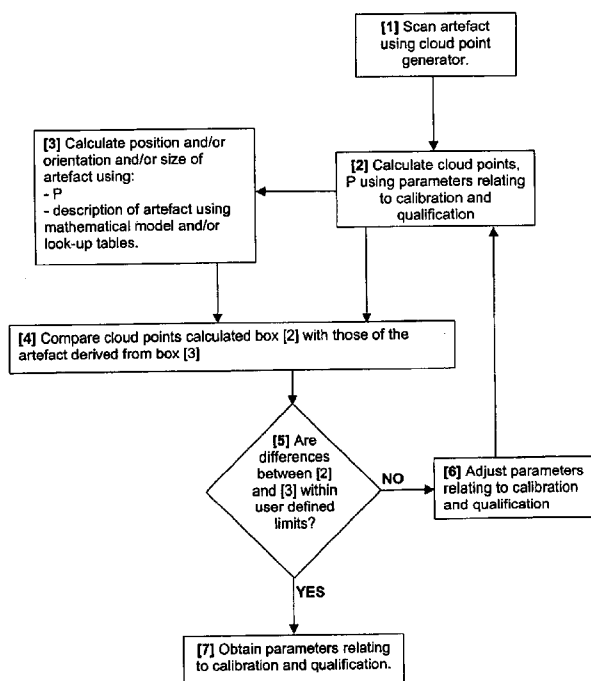 [1] Scan artefact
using cloud point
generator.
[3] Calculate position and/or
orientation and/or size of
artefact using:
- P
- description of artefact using
mathematical model and/or
look-up tables.
[2] Calculate cloud points,
P using parameters relating
to calibration and
qualification
[4] Compare cloud points calculated box [2] with those of the
artefact derived from box [3]
[5] Are
differences
between [2]
and [3] within
user defined
limits?
NO
[6] Adjust parameters
relating to calibration
and qualification
YES
[7] Obtain parameters relating
to calibration and qualification.